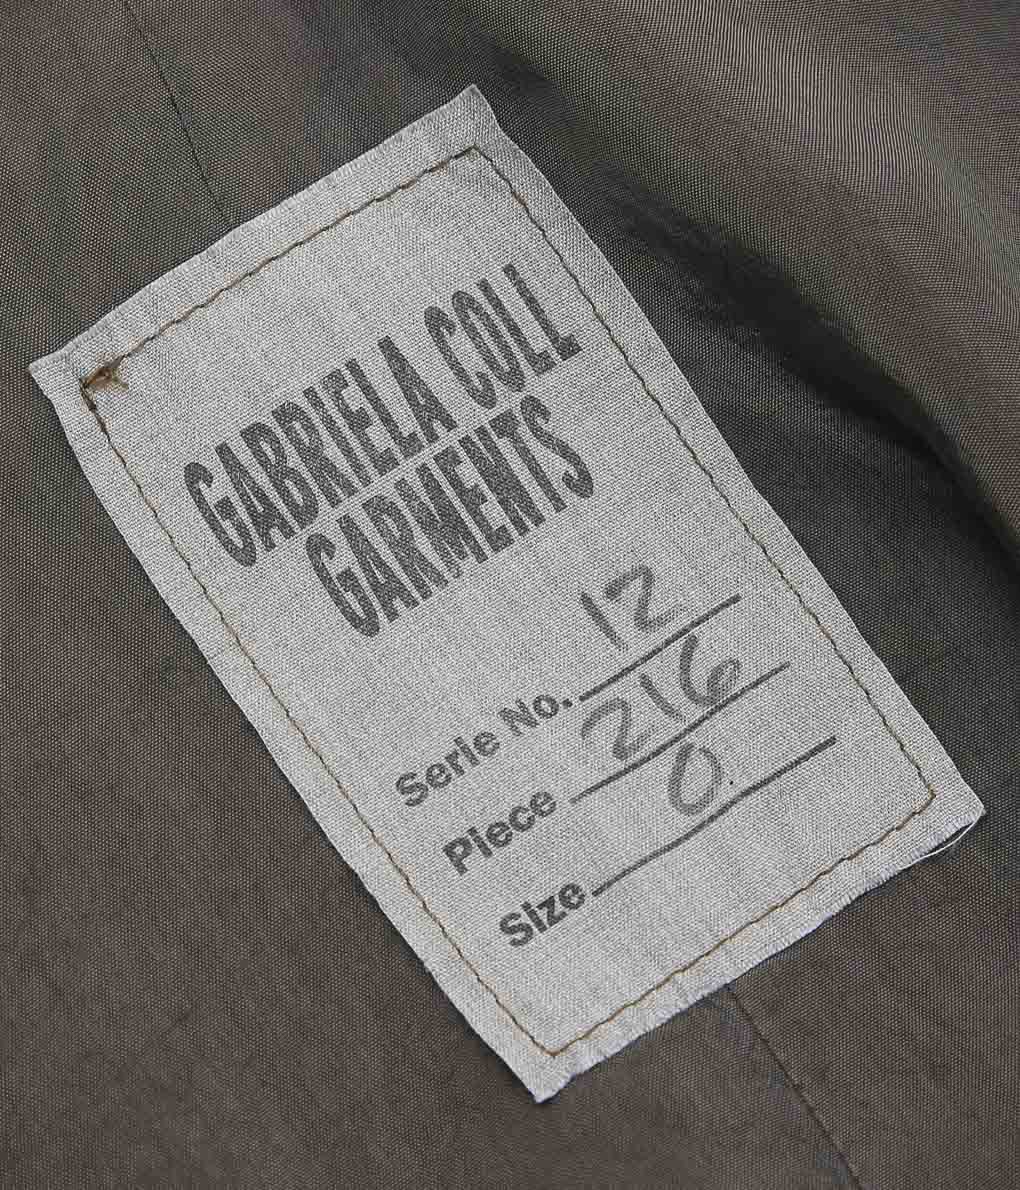 GABRIELA COLL
GARMENTS
Serie No. 12
Piece 216
Size 0.